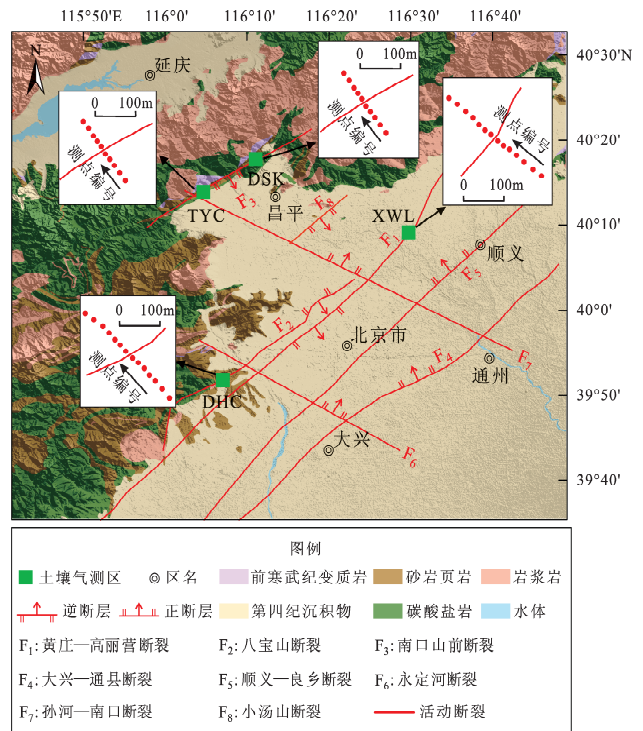 115°50'E 116°0' 116°10' 116°20' 116°30' 116°40'
40°30'N
40°20'
40°10'
40°0'
39°50'
39°40'
N
延庆
0 100m
测点编号
0 100m
测点编号
测点编号
0 100m
DSK
TYC
F₃
昌平
F₈
XWL
F₁
顺义
F₅
0 100m
测点编号
F₂
北京市
F₇
F₄
通州
DHC
大兴
F₆
图例
土壤气测区 区名 前寒武纪变质岩 砂岩页岩 岩浆岩
逆断层 正断层 第四纪沉积物 碳酸盐岩 水体
F₁:黄庄—高丽营断裂 F₂:八宝山断裂 F₃:南口山前断裂
F₄:大兴—通县断裂 F₅:顺义—良乡断裂 F₆:永定河断裂
F₇:孙河—南口断裂 F₈:小汤山断裂 活动断裂